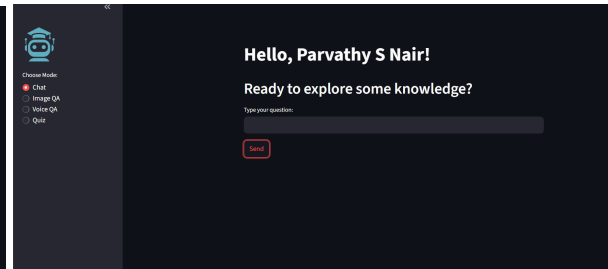 Choose Mode:
Chat
Image QA
Voice QA
Quiz
Hello, Parvathy S Nair!
Ready to explore some knowledge?
Type your question:
Send